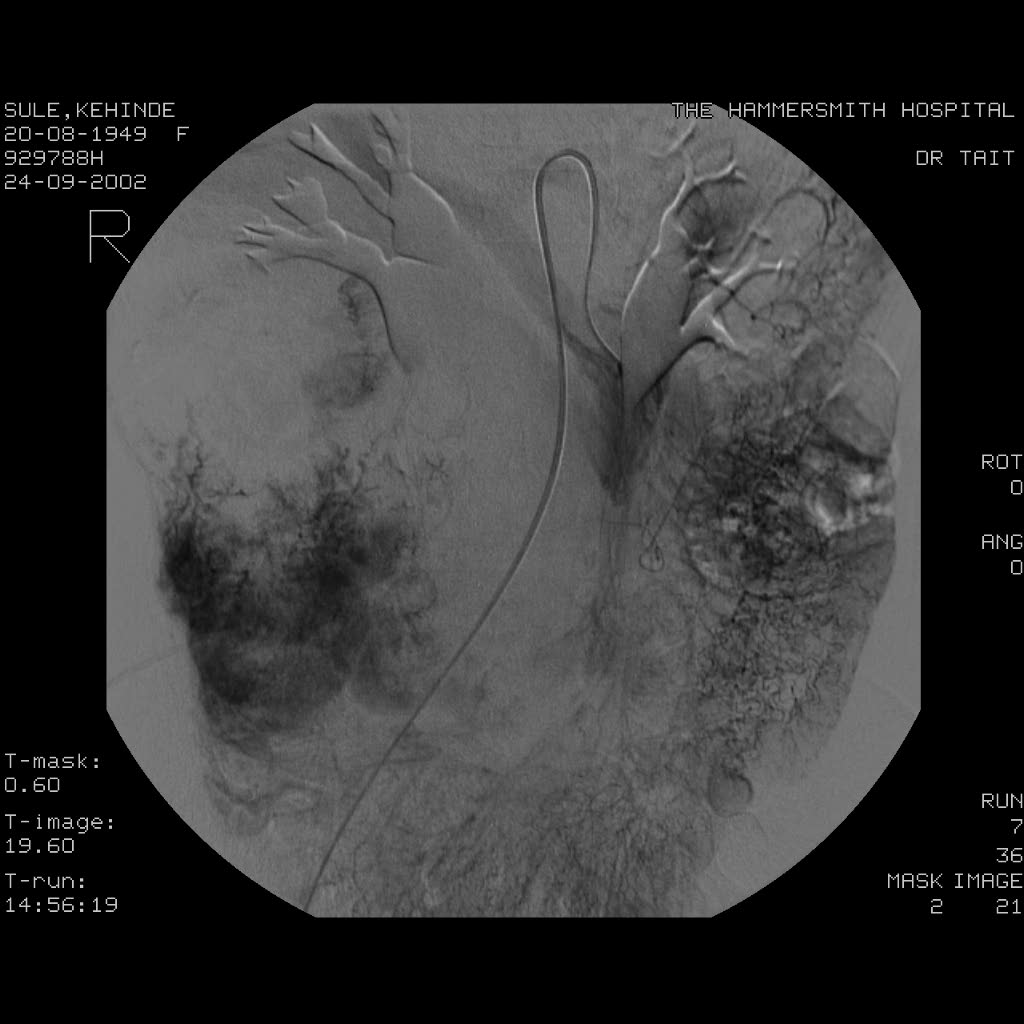 SULE,KEHINDE
20-08-1949 F
929788H
24-09-2002
R
THE HAMMERSMITH HOSPITAL
DR TAIT
ROT
0
ANG
0
T-mask:
0.60
T-image:
19.60
T-run:
14:56:19
RUN
7
36
MASK IMAGE
2 21